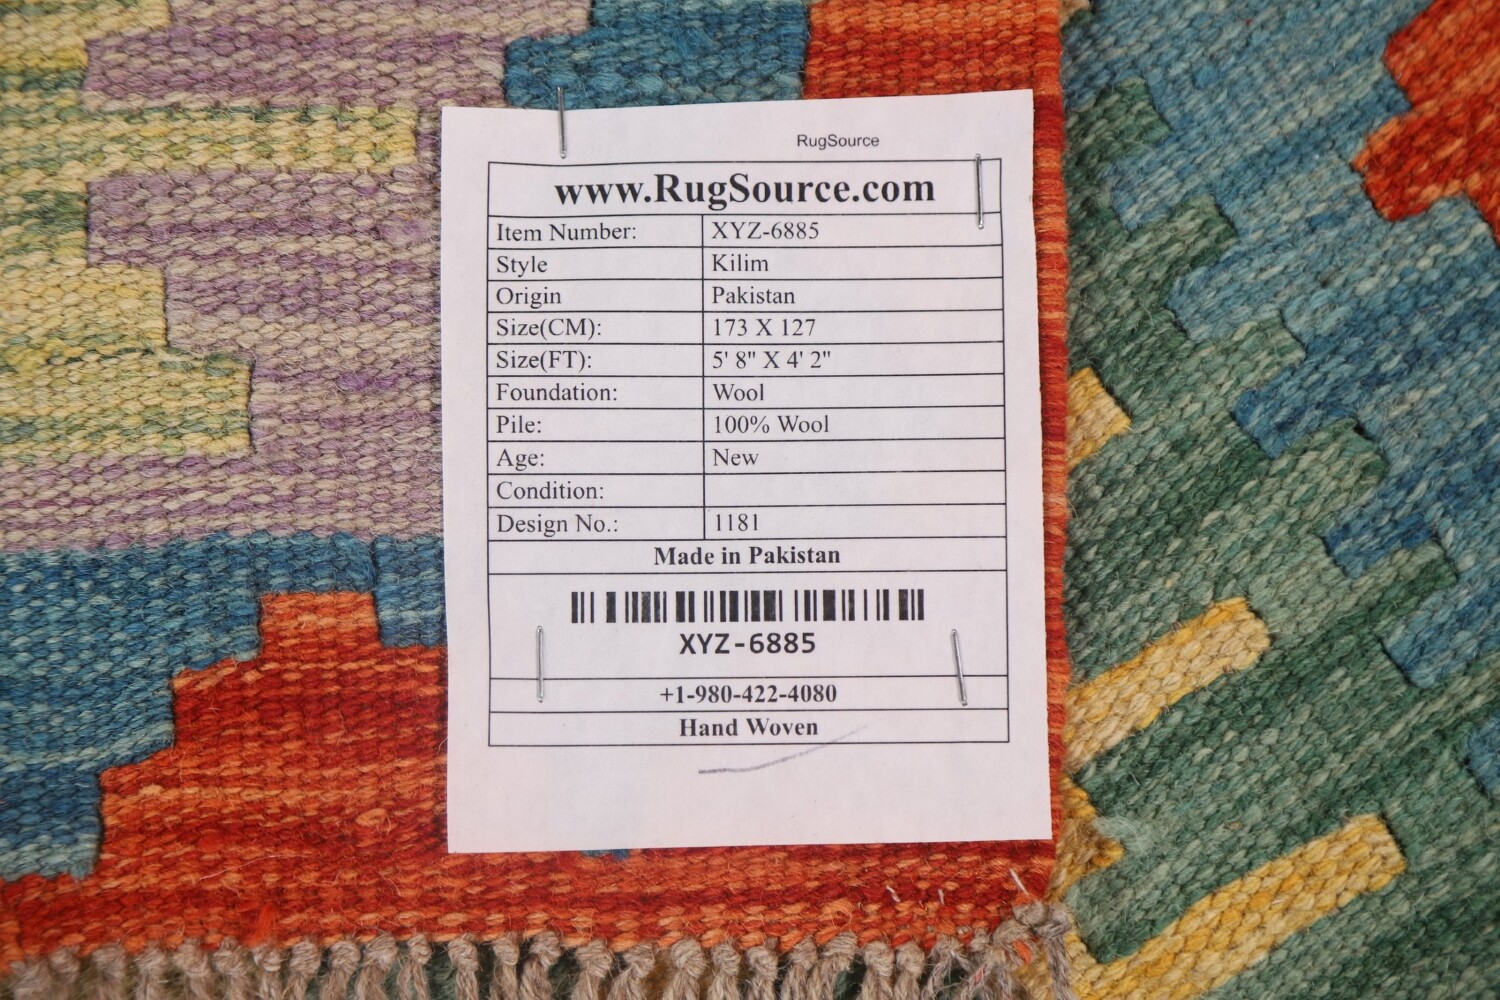 RugSource
www.RugSource.com
Item Number: XYZ-6885
Style Kilim
Origin Pakistan
Size(CM): 173 X 127
Size(FT): 5' 8" X 4' 2"
Foundation: Wool
Pile: 100% Wool
Age: New
Condition:
Design No.: 1181
Made in Pakistan
XYZ-6885
+1-980-422-4080
Hand Woven